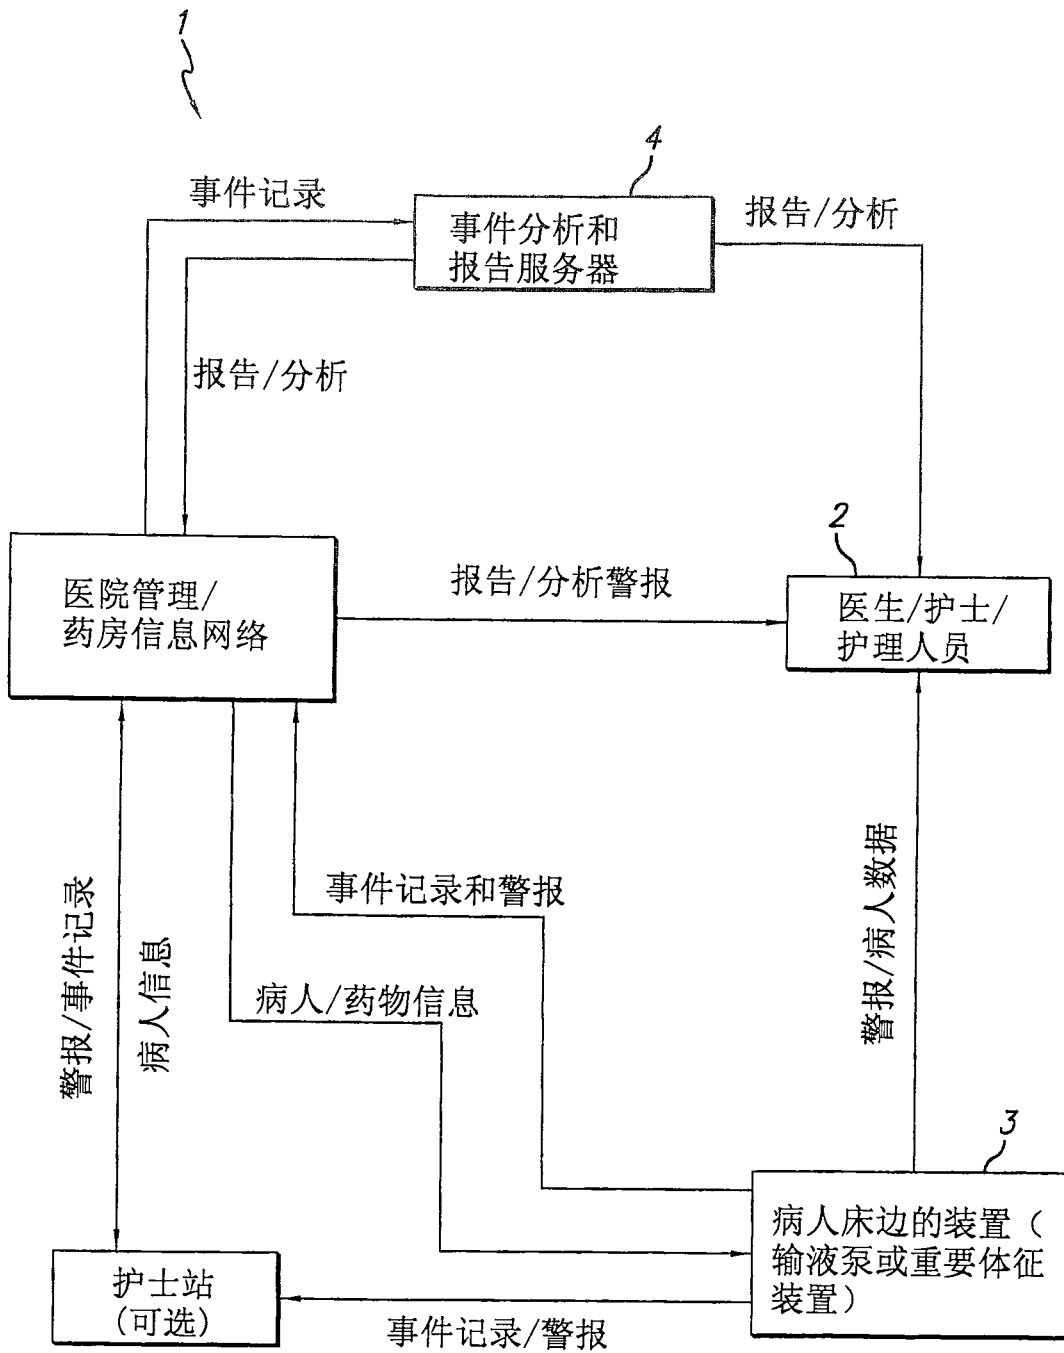 1
4
事件记录
事件分析和
报告服务器
报告/分析
报告/分析
2
医院管理/
药房信息网络
报告/分析警报
医生/护士/
护理人员
事件记录和警报
警报/病人数据
警报/事件记录
病人信息
病人/药物信息
3
病人床边的装置（
输液泵或重要体征
装置）
护士站
(可选)
事件记录/警报